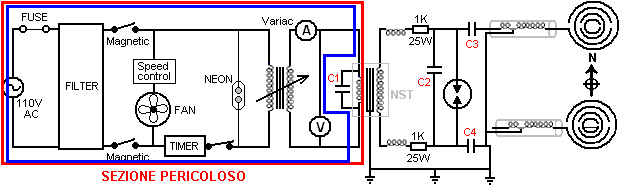 FUSE
Magnetic
Variac
A
1K
25W
C3
Speed
control
NEON
C1
NST
C2
N
FILTER
110V
AC
FAN
V
TIMER
Magnetic
1K
25W
C4
SEZIONE PERICOLOSO